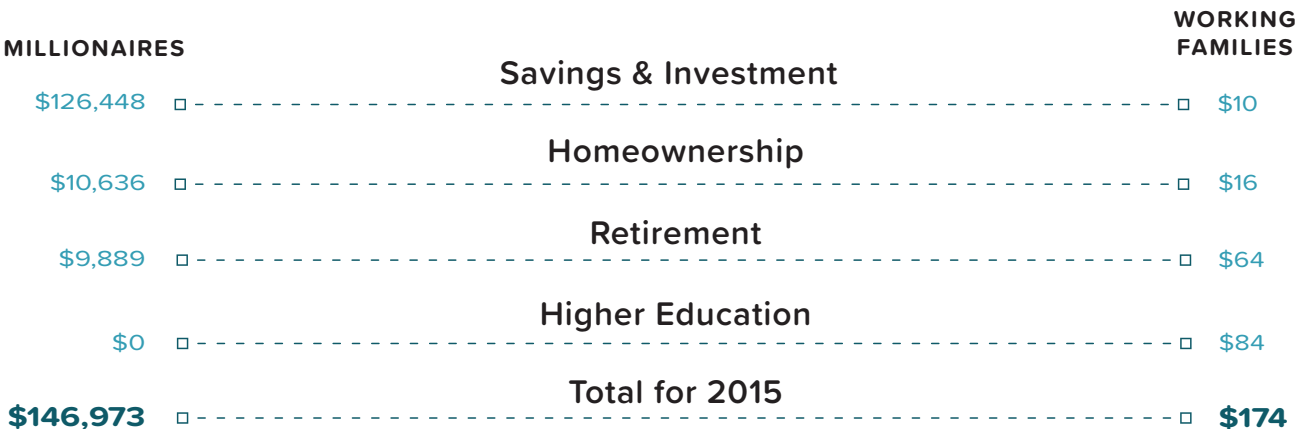 MILLIONAIRES
WORKING
FAMILIES
Savings & Investment
$126,448
$10
Homeownership
$10,636
$16
Retirement
$9,889
$64
Higher Education
$0
$84
Total for 2015
$146,973
$174